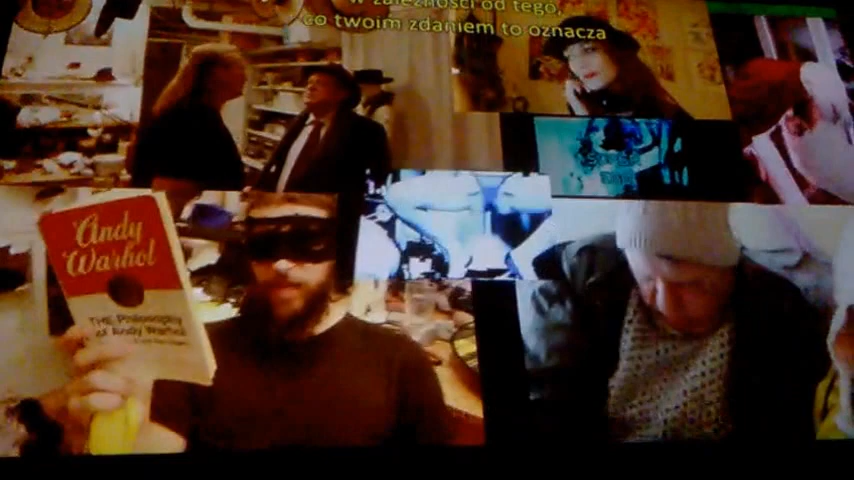 w zależności od tego,
co twoim zdaniem to oznacza
Andy
Warhol
THE Philosophy
of Andy Warhol